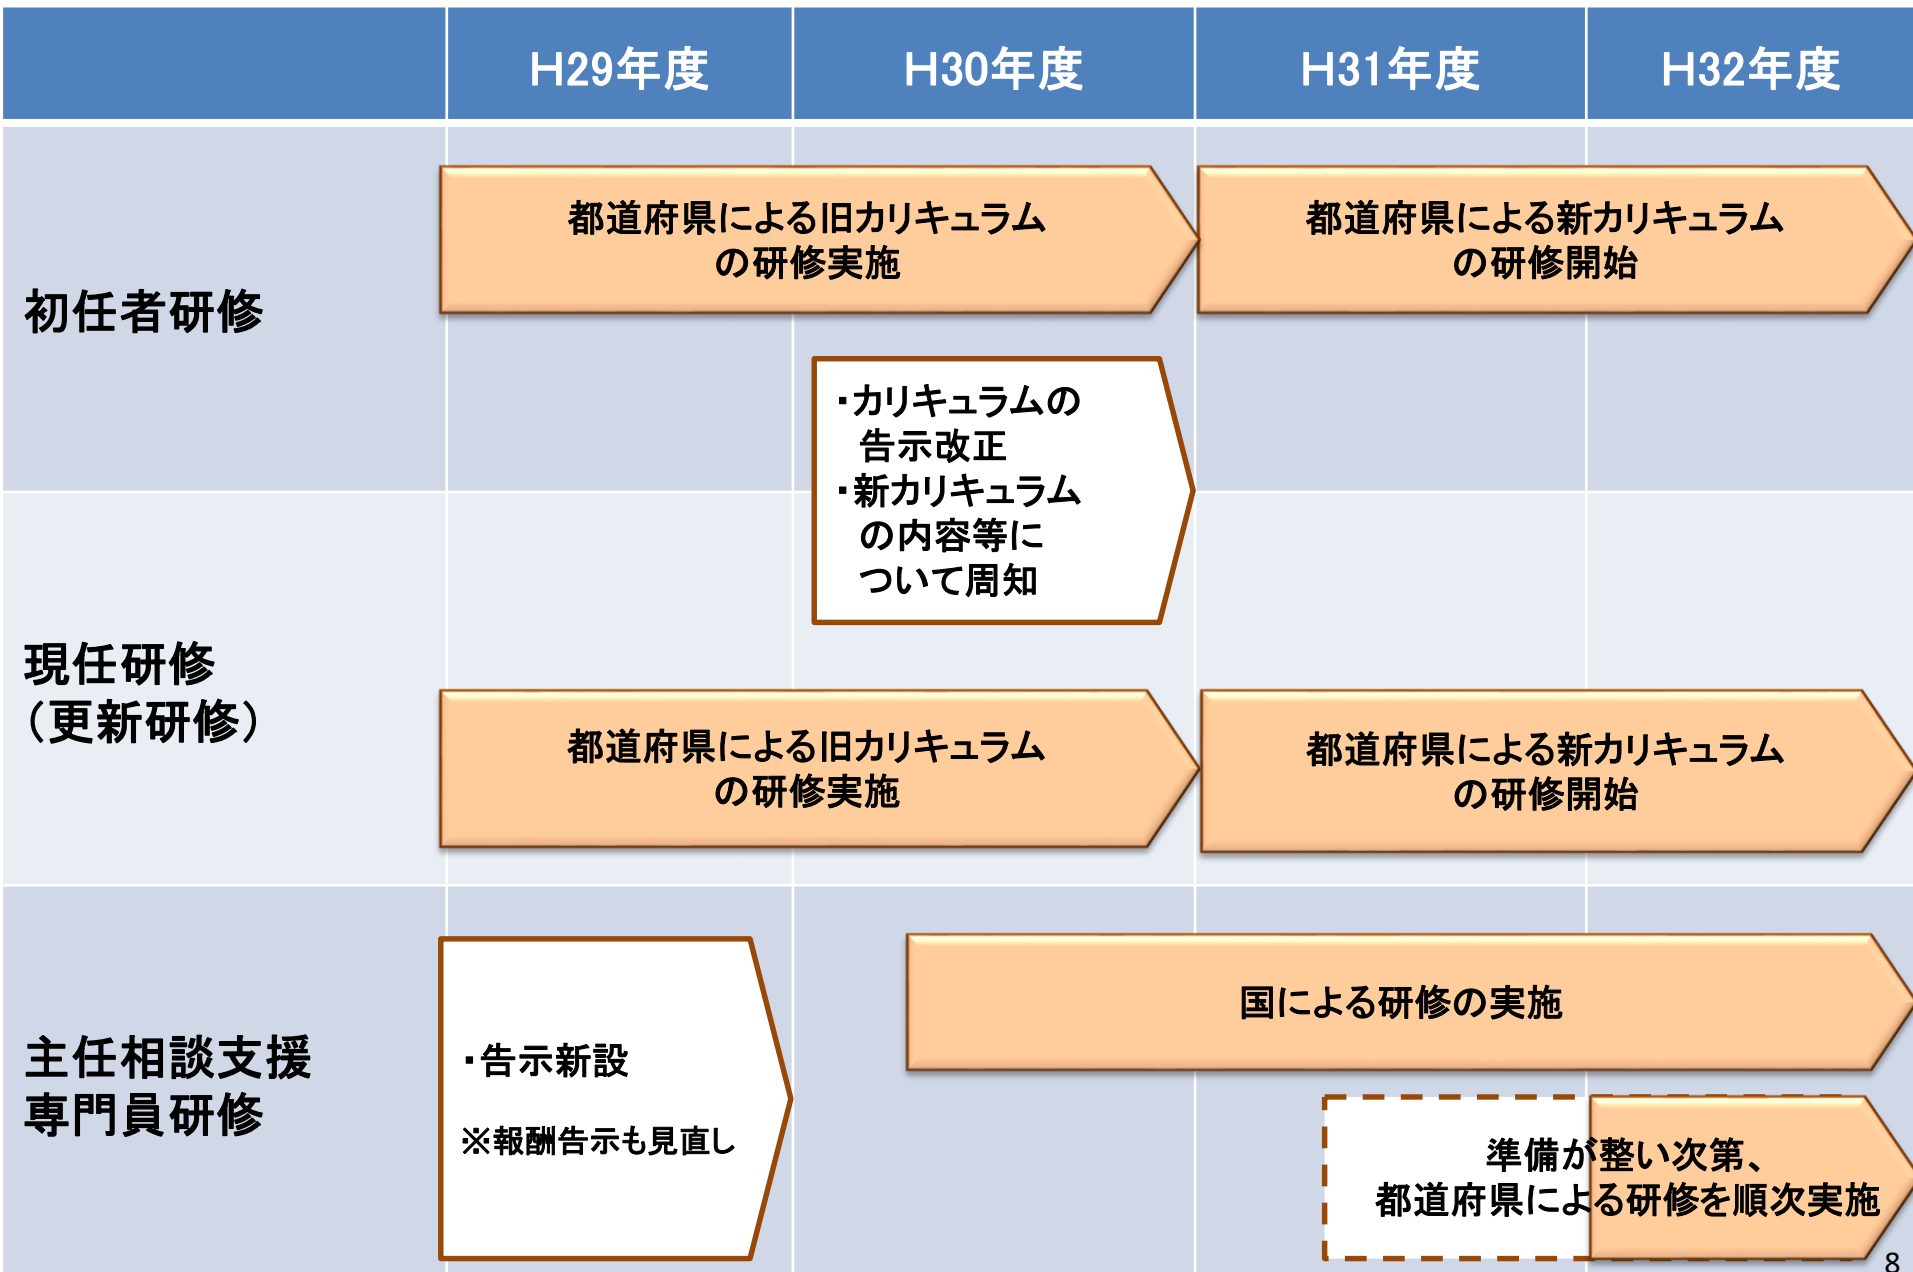 H29年度
H30年度
H31年度
H32年度
初任者研修
都道府県による旧カリキュラム
の研修実施
都道府県による新カリキュラム
の研修開始
・カリキュラムの
告示改正
・新カリキュラム
の内容等に
ついて周知
現任研修
（更新研修）
都道府県による旧カリキュラム
の研修実施
都道府県による新カリキュラム
の研修開始
主任相談支援
専門員研修
・告示新設
※報酬告示も見直し
国による研修の実施
準備が整い次第、
都道府県による研修を順次実施
8